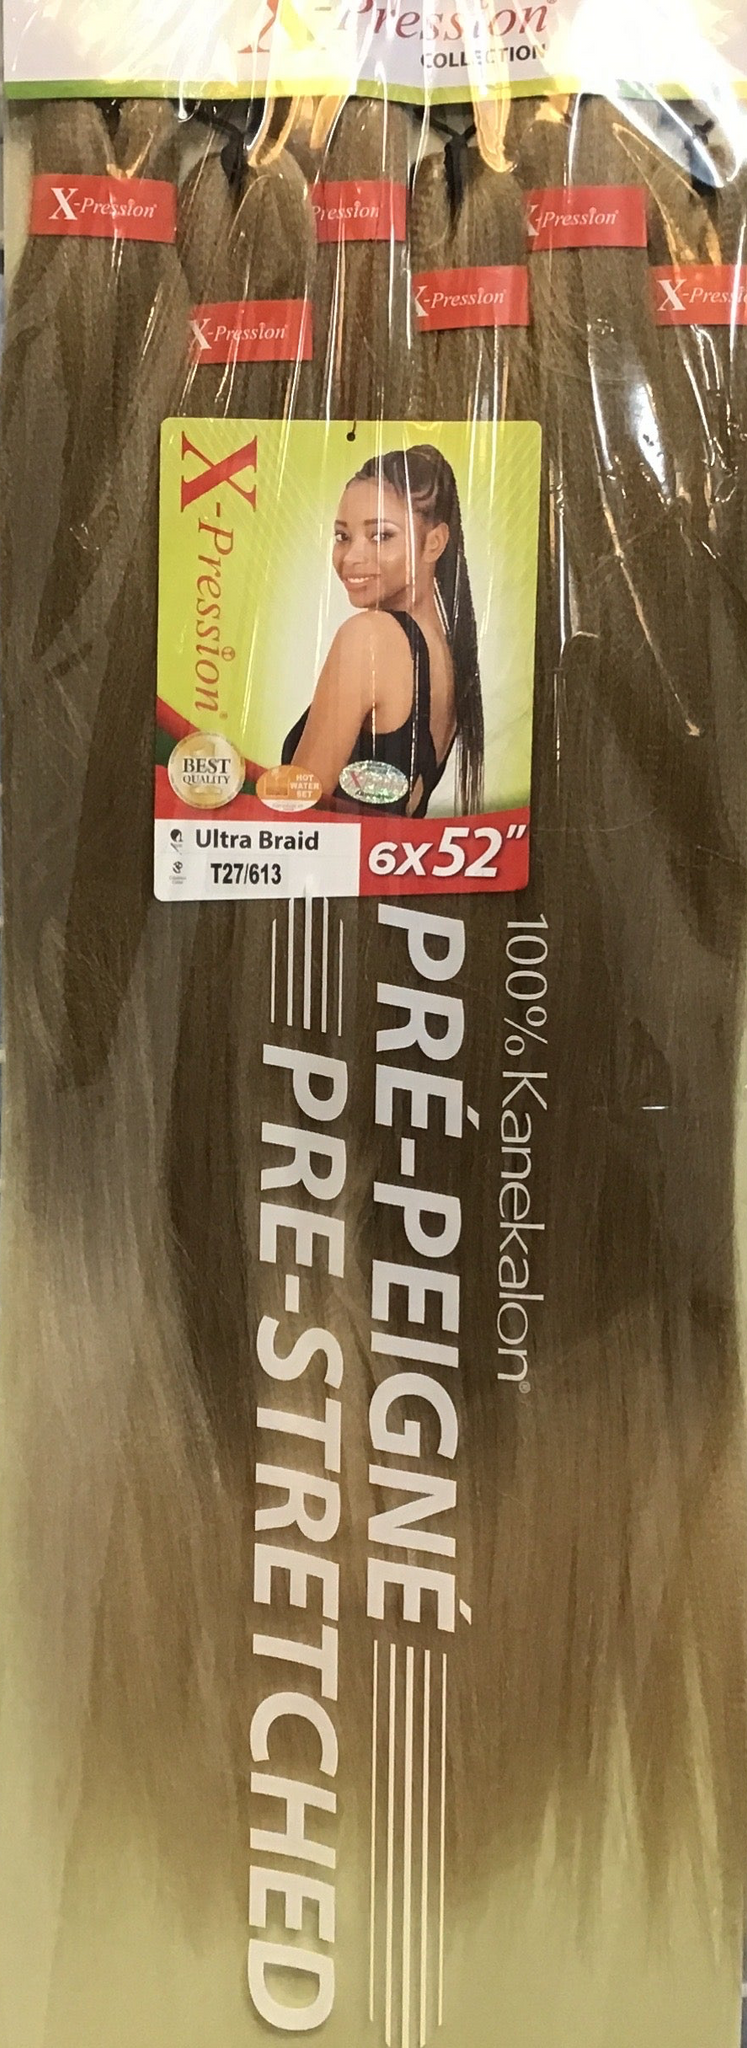 X-Pression
COLLECTION
X-Pression
Pression
X-Pression
X-Pression
X-Pression
X-Pressi
X-Pression
BEST
QUALITY
HOT
WATER
SET
Ultra Braid
T27/613
6x52"
100% Kanekalon®
PRÉ-PEIGNÉ
PRE-STRETCHED